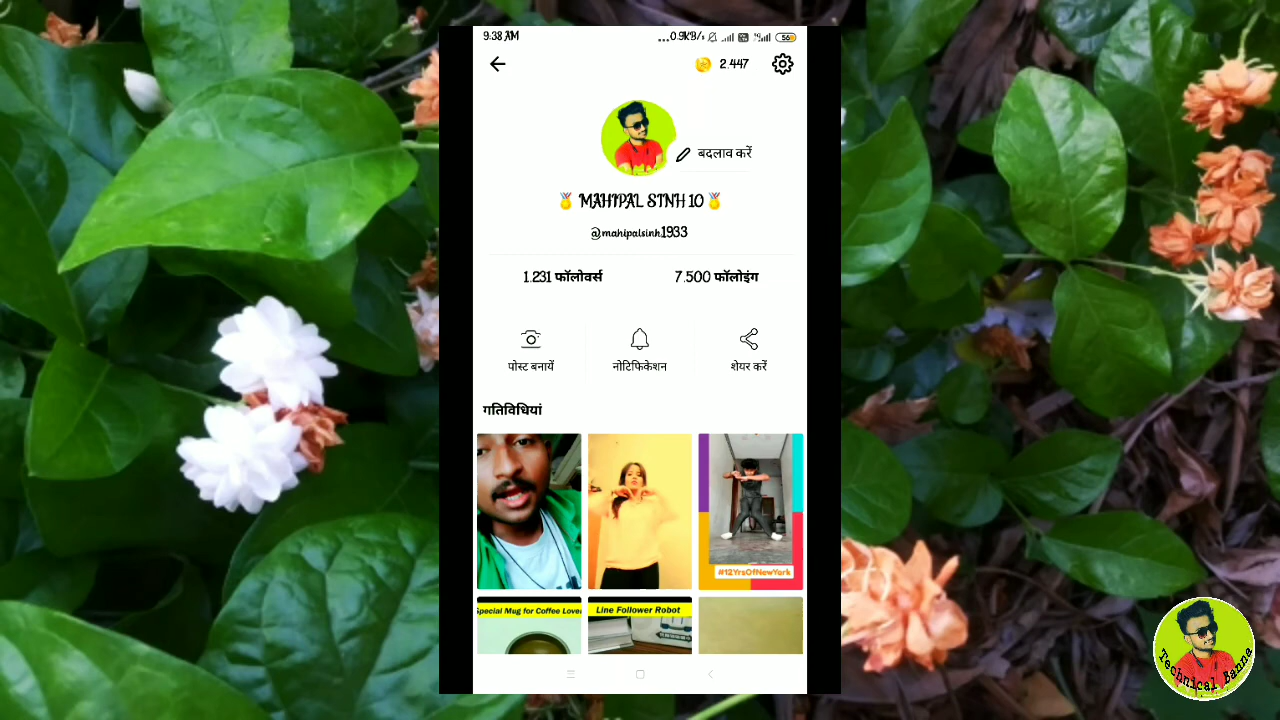 9:38 AM
...0.9KB/s
56
2.447
बदलाव करें
🏅 MAHIPAL SINH 10 🏅
@mahipalsinh1933
1.231 फॉलोवर्स
7.500 फॉलोइंग
पोस्ट बनायें
नोटिफिकेशन
शेयर करें
गतिविधियां
#12YrsOfNewYork
Special Mug for Coffee Lover
Line Follower Robot
Technical Banna